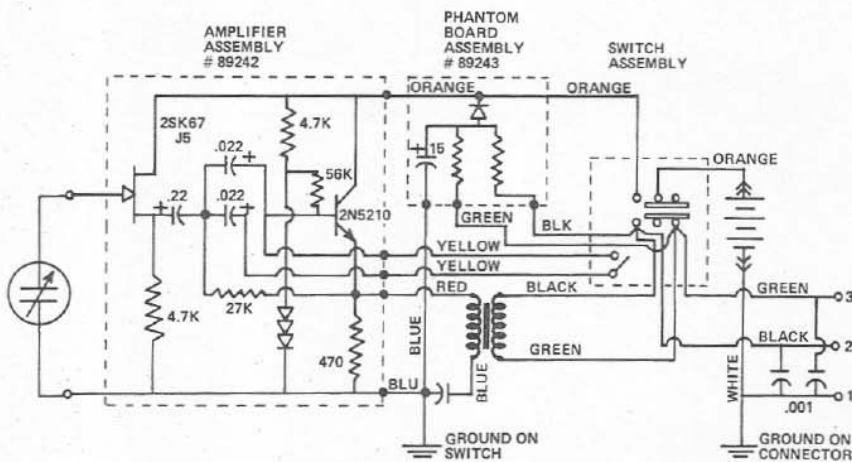 AMPLIFIER
ASSEMBLY
# 89242
PHANTOM
BOARD
ASSEMBLY
# 89243
SWITCH
ASSEMBLY
ORANGE
ORANGE
2SK67
J5
4.7K
.022
+
15
+
ORANGE
56K
.22
+
.022
+
2N5210
GREEN
BLK
YELLOW
YELLOW
RED
BLACK
GREEN
3
4.7K
27K
BLUE
BLACK
2
470
GREEN
BLU
BLUE
WHITE
.001
1
GROUND ON
SWITCH
GROUND ON
CONNECTOR